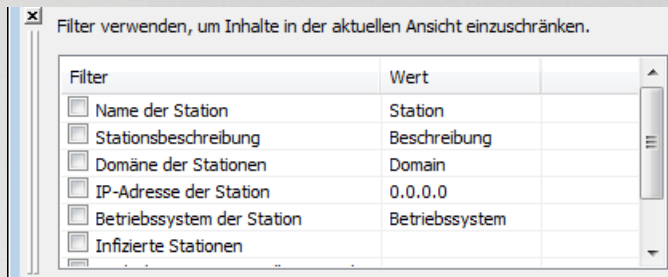 Filter verwenden, um Inhalte in der aktuellen Ansicht einzuschränken.
Filter Wert
Name der Station Station
Stationsbeschreibung Beschreibung
Domäne der Stationen Domain
IP-Adresse der Station 0.0.0.0
Betriebssystem der Station Betriebssystem
Infizierte Stationen